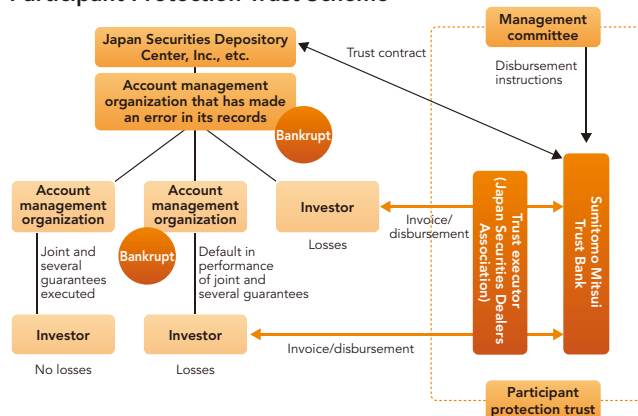 Participant Protection Trust Scheme
Japan Securities Depository
Center, Inc., etc.
Account management
organization that has made
an error in its records
Bankrupt
Trust contract
Management
committee
Disbursement
instructions
Account
management
organization
Account
management
organization
Investor
Losses
Invoice/
disbursement
Trust executor
(Japan Securities Dealers
Association)
Sumitomo Mitsui
Trust Bank
Joint and
several
guarantees
executed
Bankrupt
Default in
performance
of joint and
several guarantees
Investor
No losses
Investor
Losses
Invoice/disbursement
Participant
protection trust